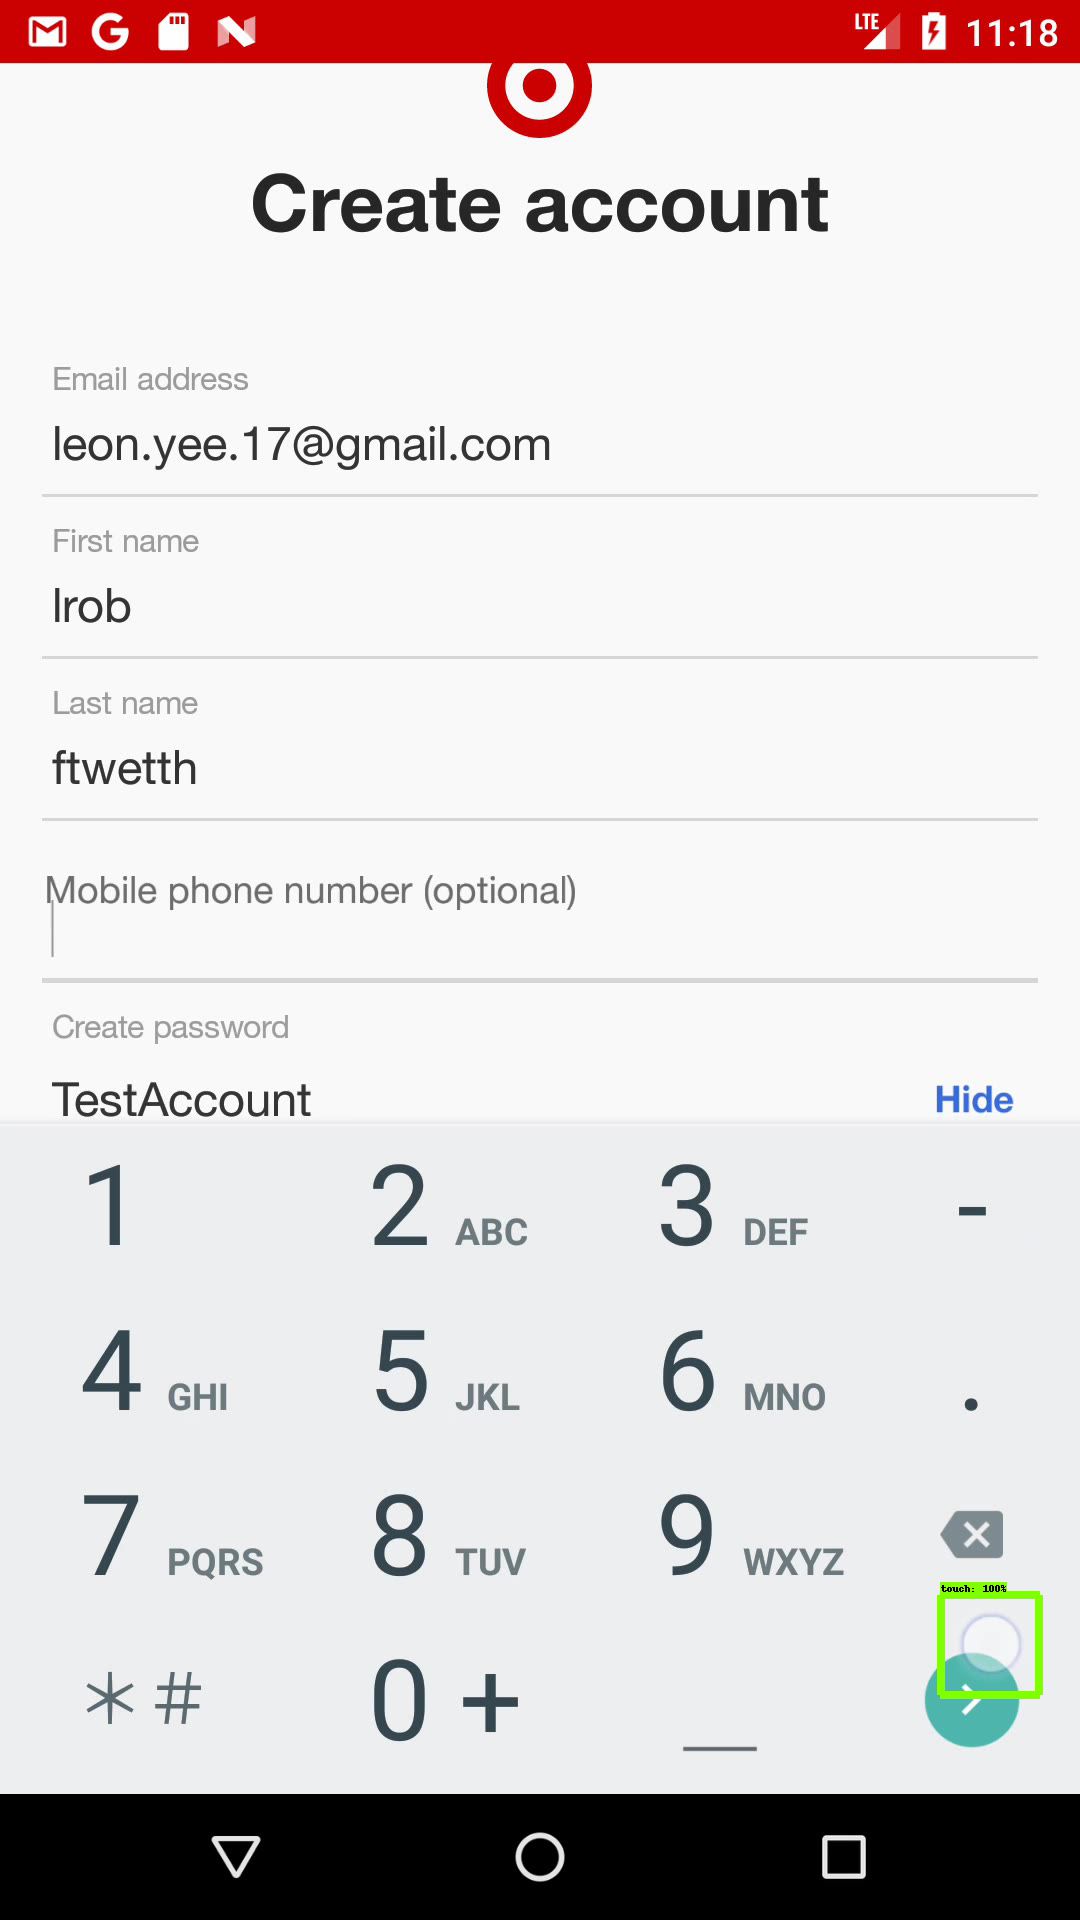 LTE 11:18
Create account
Email address
leon.yee.17@gmail.com
First name
lrob
Last name
ftwetth
Mobile phone number (optional)
Create password
TestAccount Hide
1 2 ABC 3 DEF -
4 GHI 5 JKL 6 MNO .
7 PQRS 8 TUV 9 WXYZ
touch: 100%
* # 0 + _